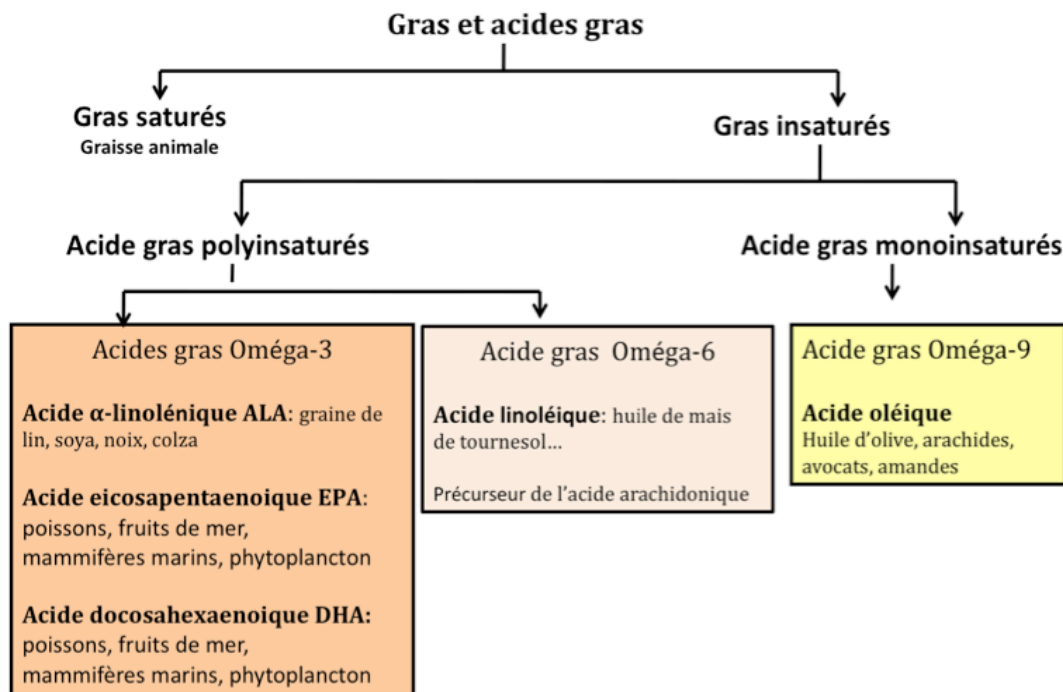 Gras et acides gras
Gras saturés
Graisse animale
Gras insaturés
Acide gras polyinsaturés
Acide gras monoinsaturés
Acides gras Oméga-3
Acide α-linolénique ALA: graine de
lin, soya, noix, colza
Acide eicosapentaenoique EPA:
poissons, fruits de mer,
mammifères marins, phytoplancton
Acide docosahexaenoique DHA:
poissons, fruits de mer,
mammifères marins, phytoplancton
Acide gras Oméga-6
Acide linoléique: huile de mais
de tournesol...
Précurseur de l'acide arachidonique
Acide gras Oméga-9
Acide oléique
Huile d'olive, arachides,
avocats, amandes